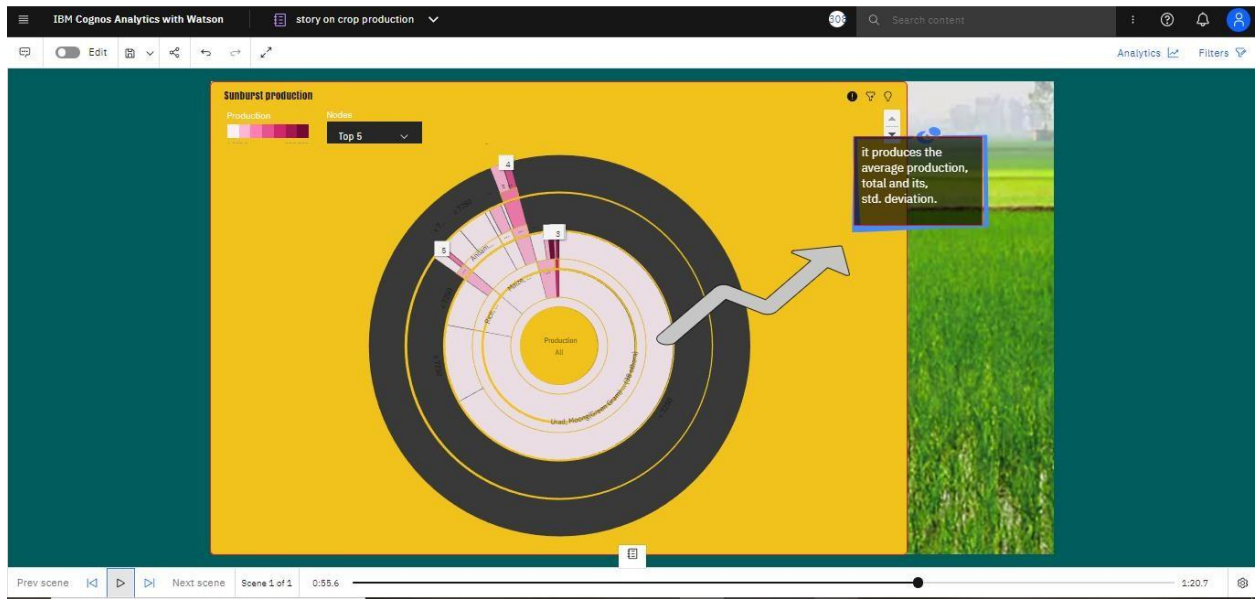 IBM Cognos Analytics with Watson
story on crop production
Search content
Edit
Analytics
Filters
Sunburst production
Production
Nodes
Top 5
4
5
3
it produces the
average production,
total and its,
std. deviation.
Maize, ...
Rice, ...
Production
All
Urad, Moong(Green Gram) ... (38 others)
Prev scene
Next scene
Scene 1 of 1
0:55.6
1:20.7